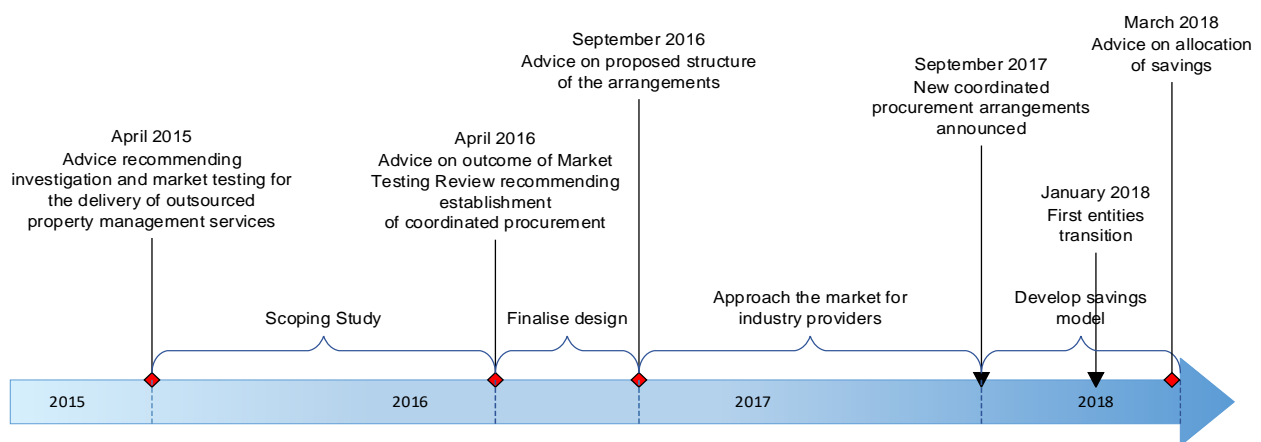 April 2015
Advice recommending
investigation and market testing for
the delivery of outsourced
property management services
April 2016
Advice on outcome of Market
Testing Review recommending
establishment
of coordinated procurement
September 2016
Advice on proposed structure
of the arrangements
September 2017
New coordinated
procurement arrangements
announced
January 2018
First entities
transition
March 2018
Advice on allocation
of savings
Scoping Study
Finalise design
Approach the market for
industry providers
Develop savings
model
2015
2016
2017
2018